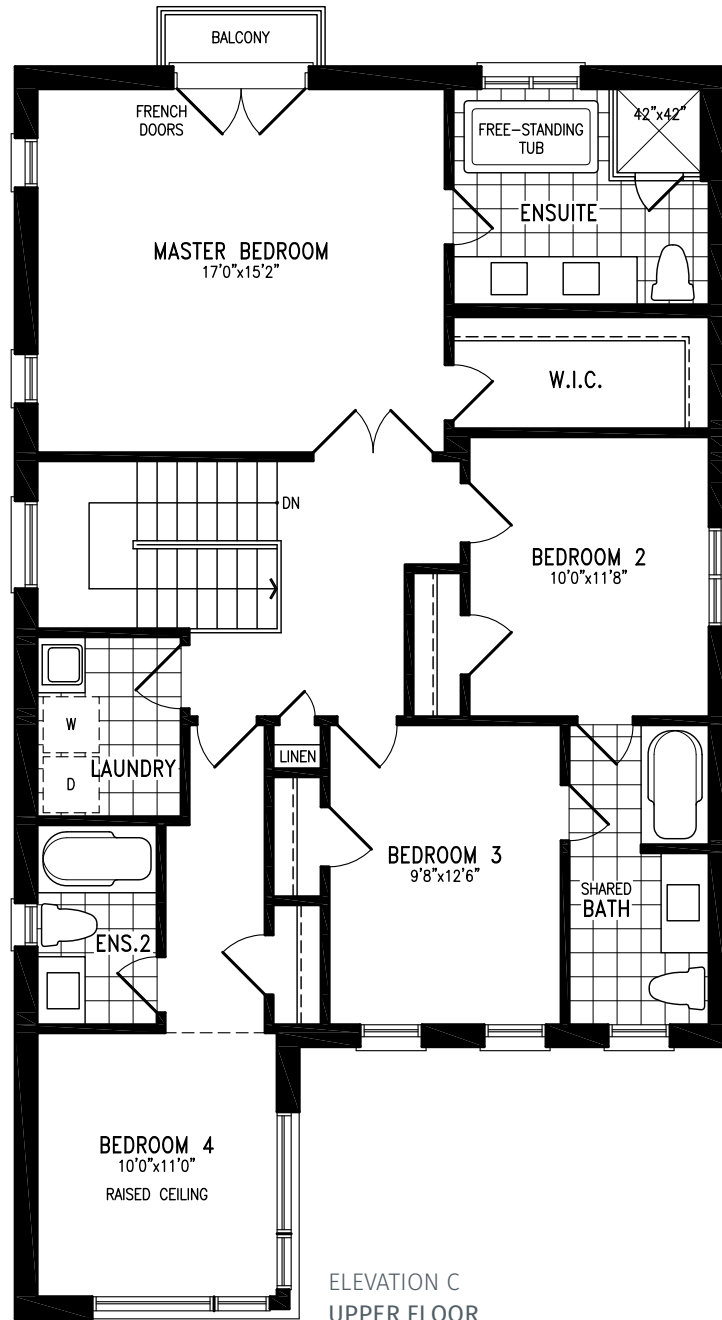 BALCONY
FRENCH
DOORS
FREE-STANDING
TUB
42"x42"
ENSUITE
MASTER BEDROOM
17'0"x15'2"
W.I.C.
DN
BEDROOM 2
10'0"x11'8"
W
D
LAUNDRY
LINEN
BEDROOM 3
9'8"x12'6"
SHARED
BATH
ENS.2
BEDROOM 4
10'0"x11'0"
RAISED CEILING
ELEVATION C
UPPER FLOOR